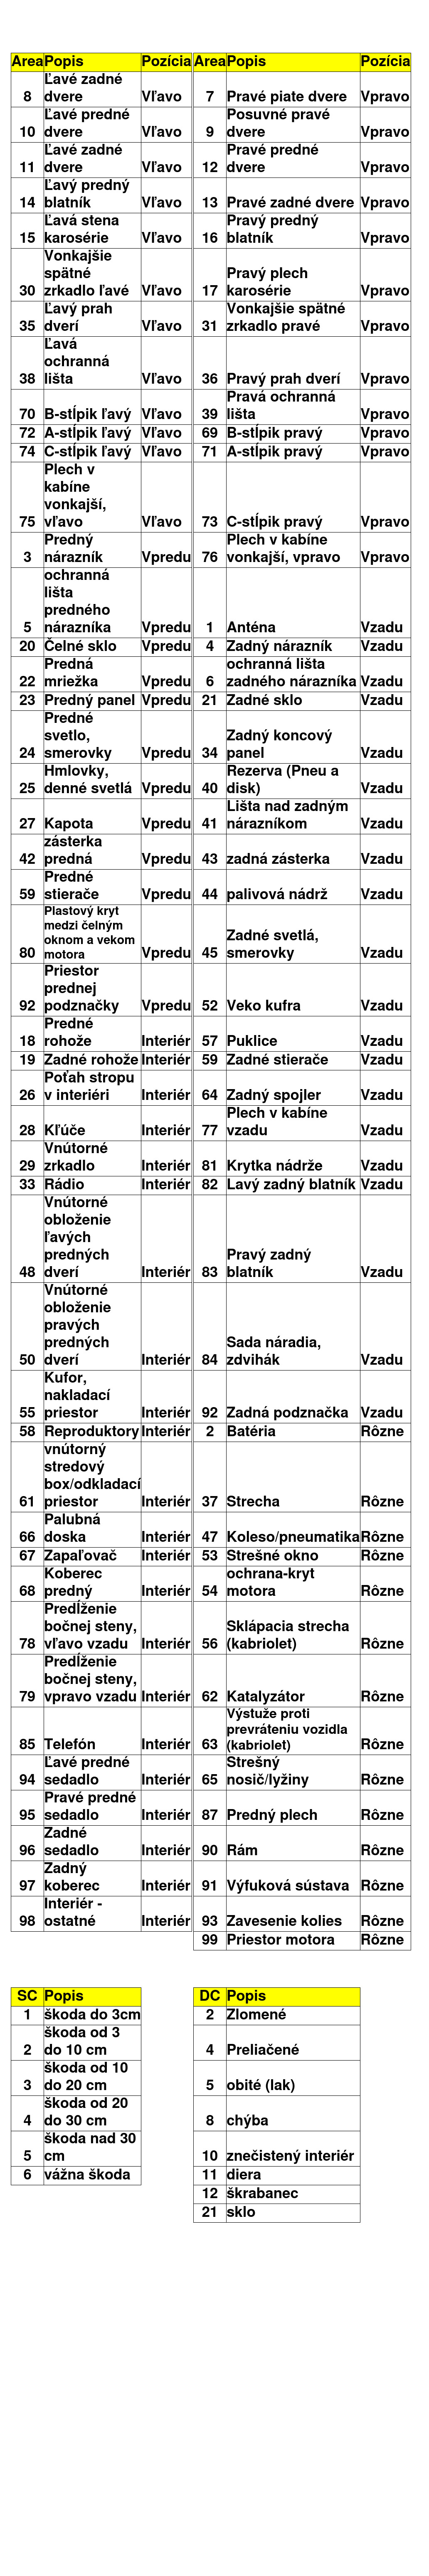 Area Popis Pozícia Area Popis Pozícia
Ľavé zadné
8 dvere Vľavo 7 Pravé piate dvere Vpravo
Ľavé predné Posuvné pravé
10 dvere Vľavo 9 dvere Vpravo
Ľavé zadné Pravé predné
11 dvere Vľavo 12 dvere Vpravo
Ľavý predný
14 blatník Vľavo 13 Pravé zadné dvere Vpravo
Ľavá stena Pravý predný
15 karosérie Vľavo 16 blatník Vpravo
Vonkajšie
spätné Pravý plech
30 zrkadlo ľavé Vľavo 17 karosérie Vpravo
Ľavý prah Vonkajšie spätné
35 dverí Vľavo 31 zrkadlo pravé Vpravo
Ľavá
ochranná
38 lišta Vľavo 36 Pravý prah dverí Vpravo
Pravá ochranná
70 B-stĺpik ľavý Vľavo 39 lišta Vpravo
72 A-stĺpik ľavý Vľavo 69 B-stĺpik pravý Vpravo
74 C-stĺpik ľavý Vľavo 71 A-stĺpik pravý Vpravo
Plech v
kabíne
vonkajší,
75 vľavo Vľavo 73 C-stĺpik pravý Vpravo
Predný Plech v kabíne
3 nárazník Vpredu 76 vonkajší, vpravo Vpravo
ochranná
lišta
predného
5 nárazníka Vpredu 1 Anténa Vzadu
20 Čelné sklo Vpredu 4 Zadný nárazník Vzadu
Predná ochranná lišta
22 mriežka Vpredu 6 zadného nárazníka Vzadu
23 Predný panel Vpredu 21 Zadné sklo Vzadu
Predné
svetlo, Zadný koncový
24 smerovky Vpredu 34 panel Vzadu
Hmlovky, Rezerva (Pneu a
25 denné svetlá Vpredu 40 disk) Vzadu
Lišta nad zadným
27 Kapota Vpredu 41 nárazníkom Vzadu
zásterka
42 predná Vpredu 43 zadná zásterka Vzadu
Predné
59 stierače Vpredu 44 palivová nádrž Vzadu
Plastový kryt
medzi čelným
oknom a vekom Zadné svetlá,
80 motora Vpredu 45 smerovky Vzadu
Priestor
prednej
92 podznačky Vpredu 52 Veko kufra Vzadu
Predné
18 rohože Interiér 57 Puklice Vzadu
19 Zadné rohože Interiér 59 Zadné stierače Vzadu
Poťah stropu
26 v interiéri Interiér 64 Zadný spojler Vzadu
Plech v kabíne
28 Kľúče Interiér 77 vzadu Vzadu
Vnútorné
29 zrkadlo Interiér 81 Krytka nádrže Vzadu
33 Rádio Interiér 82 Lavý zadný blatník Vzadu
Vnútorné
obloženie
ľavých
predných Pravý zadný
48 dverí Interiér 83 blatník Vzadu
Vnútorné
obloženie
pravých
predných Sada náradia,
50 dverí Interiér 84 zdvihák Vzadu
Kufor,
nakladací
55 priestor Interiér 92 Zadná podznačka Vzadu
58 Reproduktory Interiér 2 Batéria Rôzne
vnútorný
stredový
box/odkladací
61 priestor Interiér 37 Strecha Rôzne
Palubná
66 doska Interiér 47 Koleso/pneumatika Rôzne
67 Zapaľovač Interiér 53 Strešné okno Rôzne
Koberec ochrana-kryt
68 predný Interiér 54 motora Rôzne
Predĺženie
bočnej steny, Sklápacia strecha
78 vľavo vzadu Interiér 56 (kabriolet) Rôzne
Predĺženie
bočnej steny,
79 vpravo vzadu Interiér 62 Katalyzátor Rôzne
Výstuže proti
prevráteniu vozidla
85 Telefón Interiér 63 (kabriolet) Rôzne
Ľavé predné Strešný
94 sedadlo Interiér 65 nosič/lyžiny Rôzne
Pravé predné
95 sedadlo Interiér 87 Predný plech Rôzne
Zadné
96 sedadlo Interiér 90 Rám Rôzne
Zadný
97 koberec Interiér 91 Výfuková sústava Rôzne
Interiér -
98 ostatné Interiér 93 Zavesenie kolies Rôzne
99 Priestor motora Rôzne
SC Popis DC Popis
1 škoda do 3cm 2 Zlomené
škoda od 3
2 do 10 cm 4 Preliačené
škoda od 10
3 do 20 cm 5 obité (lak)
škoda od 20
4 do 30 cm 8 chýba
škoda nad 30
5 cm 10 znečistený interiér
6 vážna škoda 11 diera
12 škrabanec
21 sklo